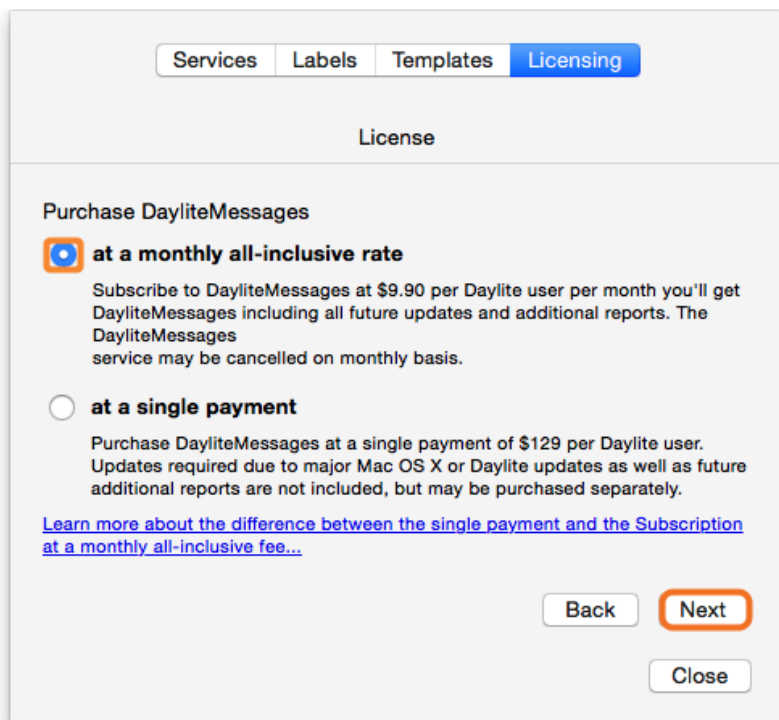 Services Labels Templates Licensing
License
Purchase DayliteMessages
at a monthly all-inclusive rate
Subscribe to DayliteMessages at $9.90 per Daylite user per month you'll get
DayliteMessages including all future updates and additional reports. The
DayliteMessages
service may be cancelled on monthly basis.
at a single payment
Purchase DayliteMessages at a single payment of $129 per Daylite user.
Updates required due to major Mac OS X or Daylite updates as well as future
additional reports are not included, but may be purchased separately.
Learn more about the difference between the single payment and the Subscription
at a monthly all-inclusive fee...
Back Next
Close